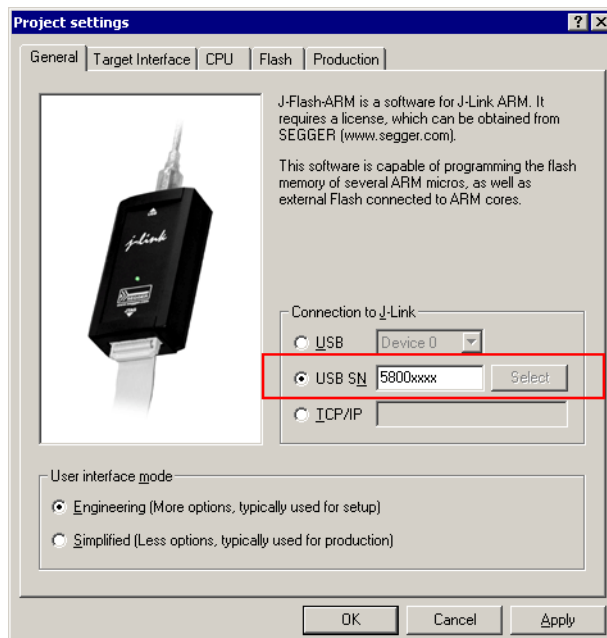 Project settings
General
Target Interface
CPU
Flash
Production
J-Flash-ARM is a software for J-Link ARM. It
requires a license, which can be obtained from
SEGGER (www.segger.com).
This software is capable of programming the flash
memory of several ARM micros, as well as
external Flash connected to ARM cores.
j-link
Connection to J-Link
USB
Device 0
USB SN
5800xxxx
Select
TCP/IP
User interface mode
Engineering (More options, typically used for setup)
Simplified (Less options, typically used for production)
OK
Cancel
Apply